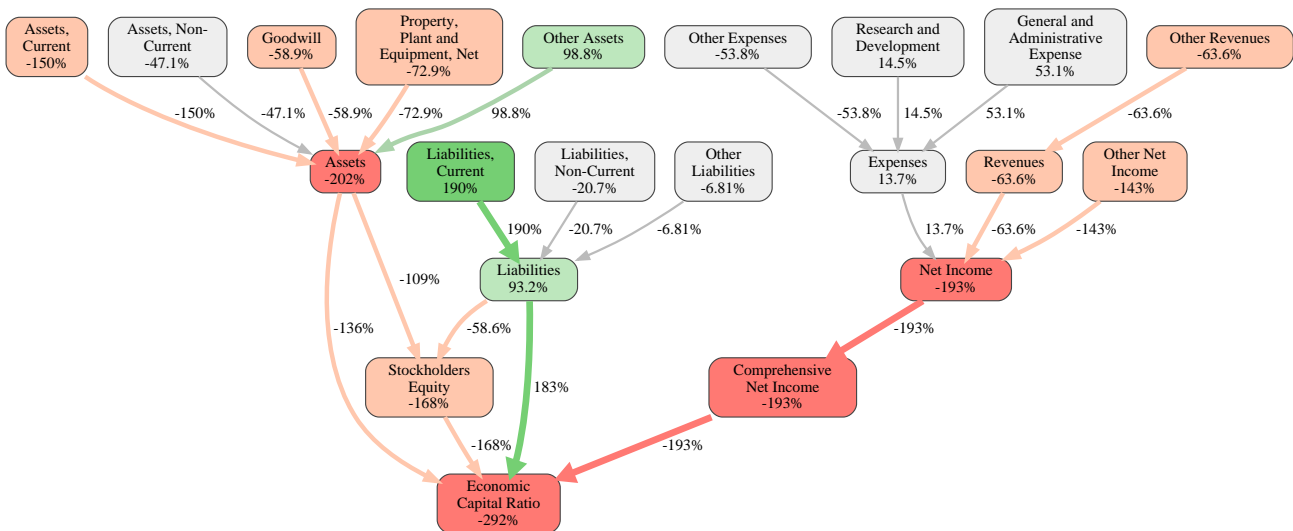 Assets,
Current
-150%
Assets, Non-
Current
-47.1%
Goodwill
-58.9%
Property,
Plant and
Equipment, Net
-72.9%
Other Assets
98.8%
Other Expenses
-53.8%
Research and
Development
14.5%
General and
Administrative
Expense
53.1%
Other Revenues
-63.6%
-150%
-47.1%
-58.9%
-72.9%
98.8%
-53.8%
14.5%
53.1%
-63.6%
Assets
-202%
Liabilities,
Current
190%
Liabilities,
Non-Current
-20.7%
Other
Liabilities
-6.81%
Expenses
13.7%
Revenues
-63.6%
Other Net
Income
-143%
190%
-20.7%
-6.81%
13.7%
-63.6%
-143%
-109%
Liabilities
93.2%
Net Income
-193%
-136%
-58.6%
-193%
Stockholders
Equity
-168%
183%
Comprehensive
Net Income
-193%
-168%
-193%
Economic
Capital Ratio
-292%